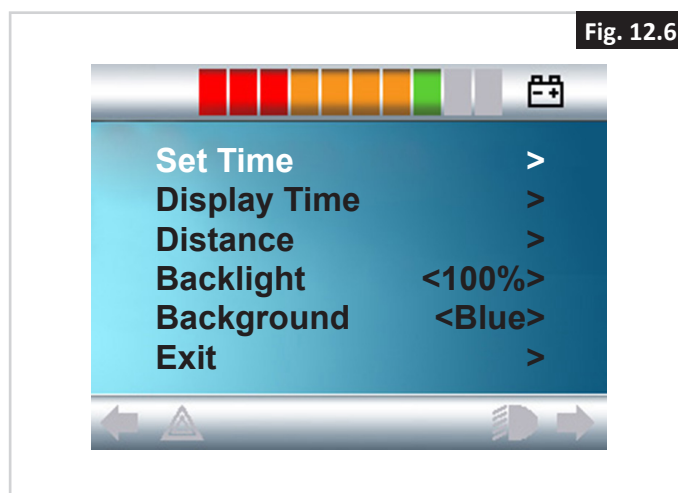 Fig. 12.6
Set Time >
Display Time >
Distance >
Backlight <100%>
Background <Blue>
Exit >